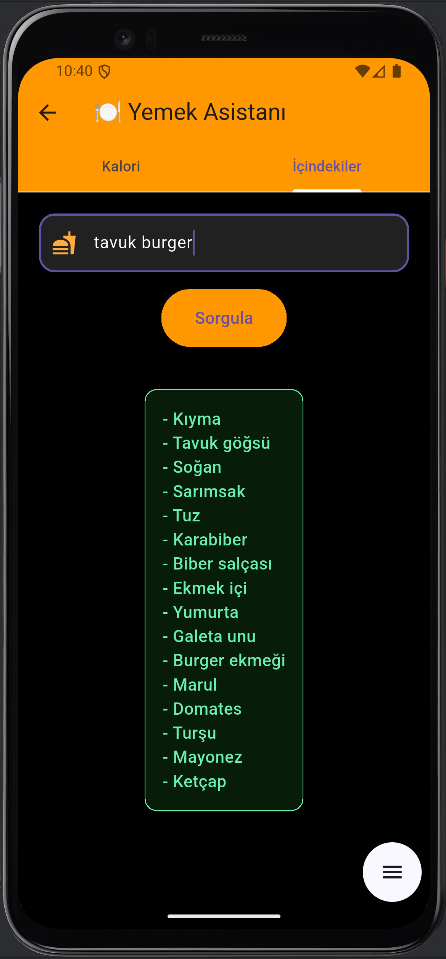 10:40
🍽️ Yemek Asistanı
Kalori İçindekiler
tavuk burger
Sorgula
- Kıyma
- Tavuk göğsü
- Soğan
- Sarımsak
- Tuz
- Karabiber
- Biber salçası
- Ekmek içi
- Yumurta
- Galeta unu
- Burger ekmeği
- Marul
- Domates
- Turşu
- Mayonez
- Ketçap